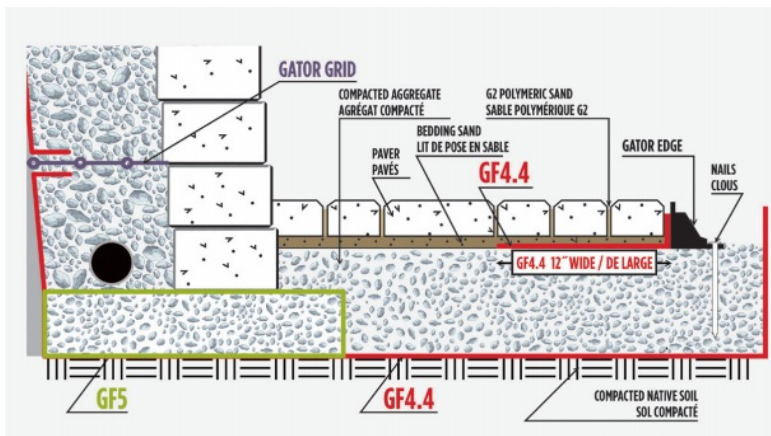 GATOR GRID
COMPACTED AGGREGATE
AGRÉGAT COMPACTÉ
G2 POLYMERIC SAND
SABLE POLYMÉRIQUE G2
BEDDING SAND
LIT DE POSE EN SABLE
PAVER
PAVÉS
GF4.4
GATOR EDGE
NAILS
CLOUS
GF4.4 12˝ WIDE / DE LARGE
GF5
GF4.4
COMPACTED NATIVE SOIL
SOL COMPACTÉ